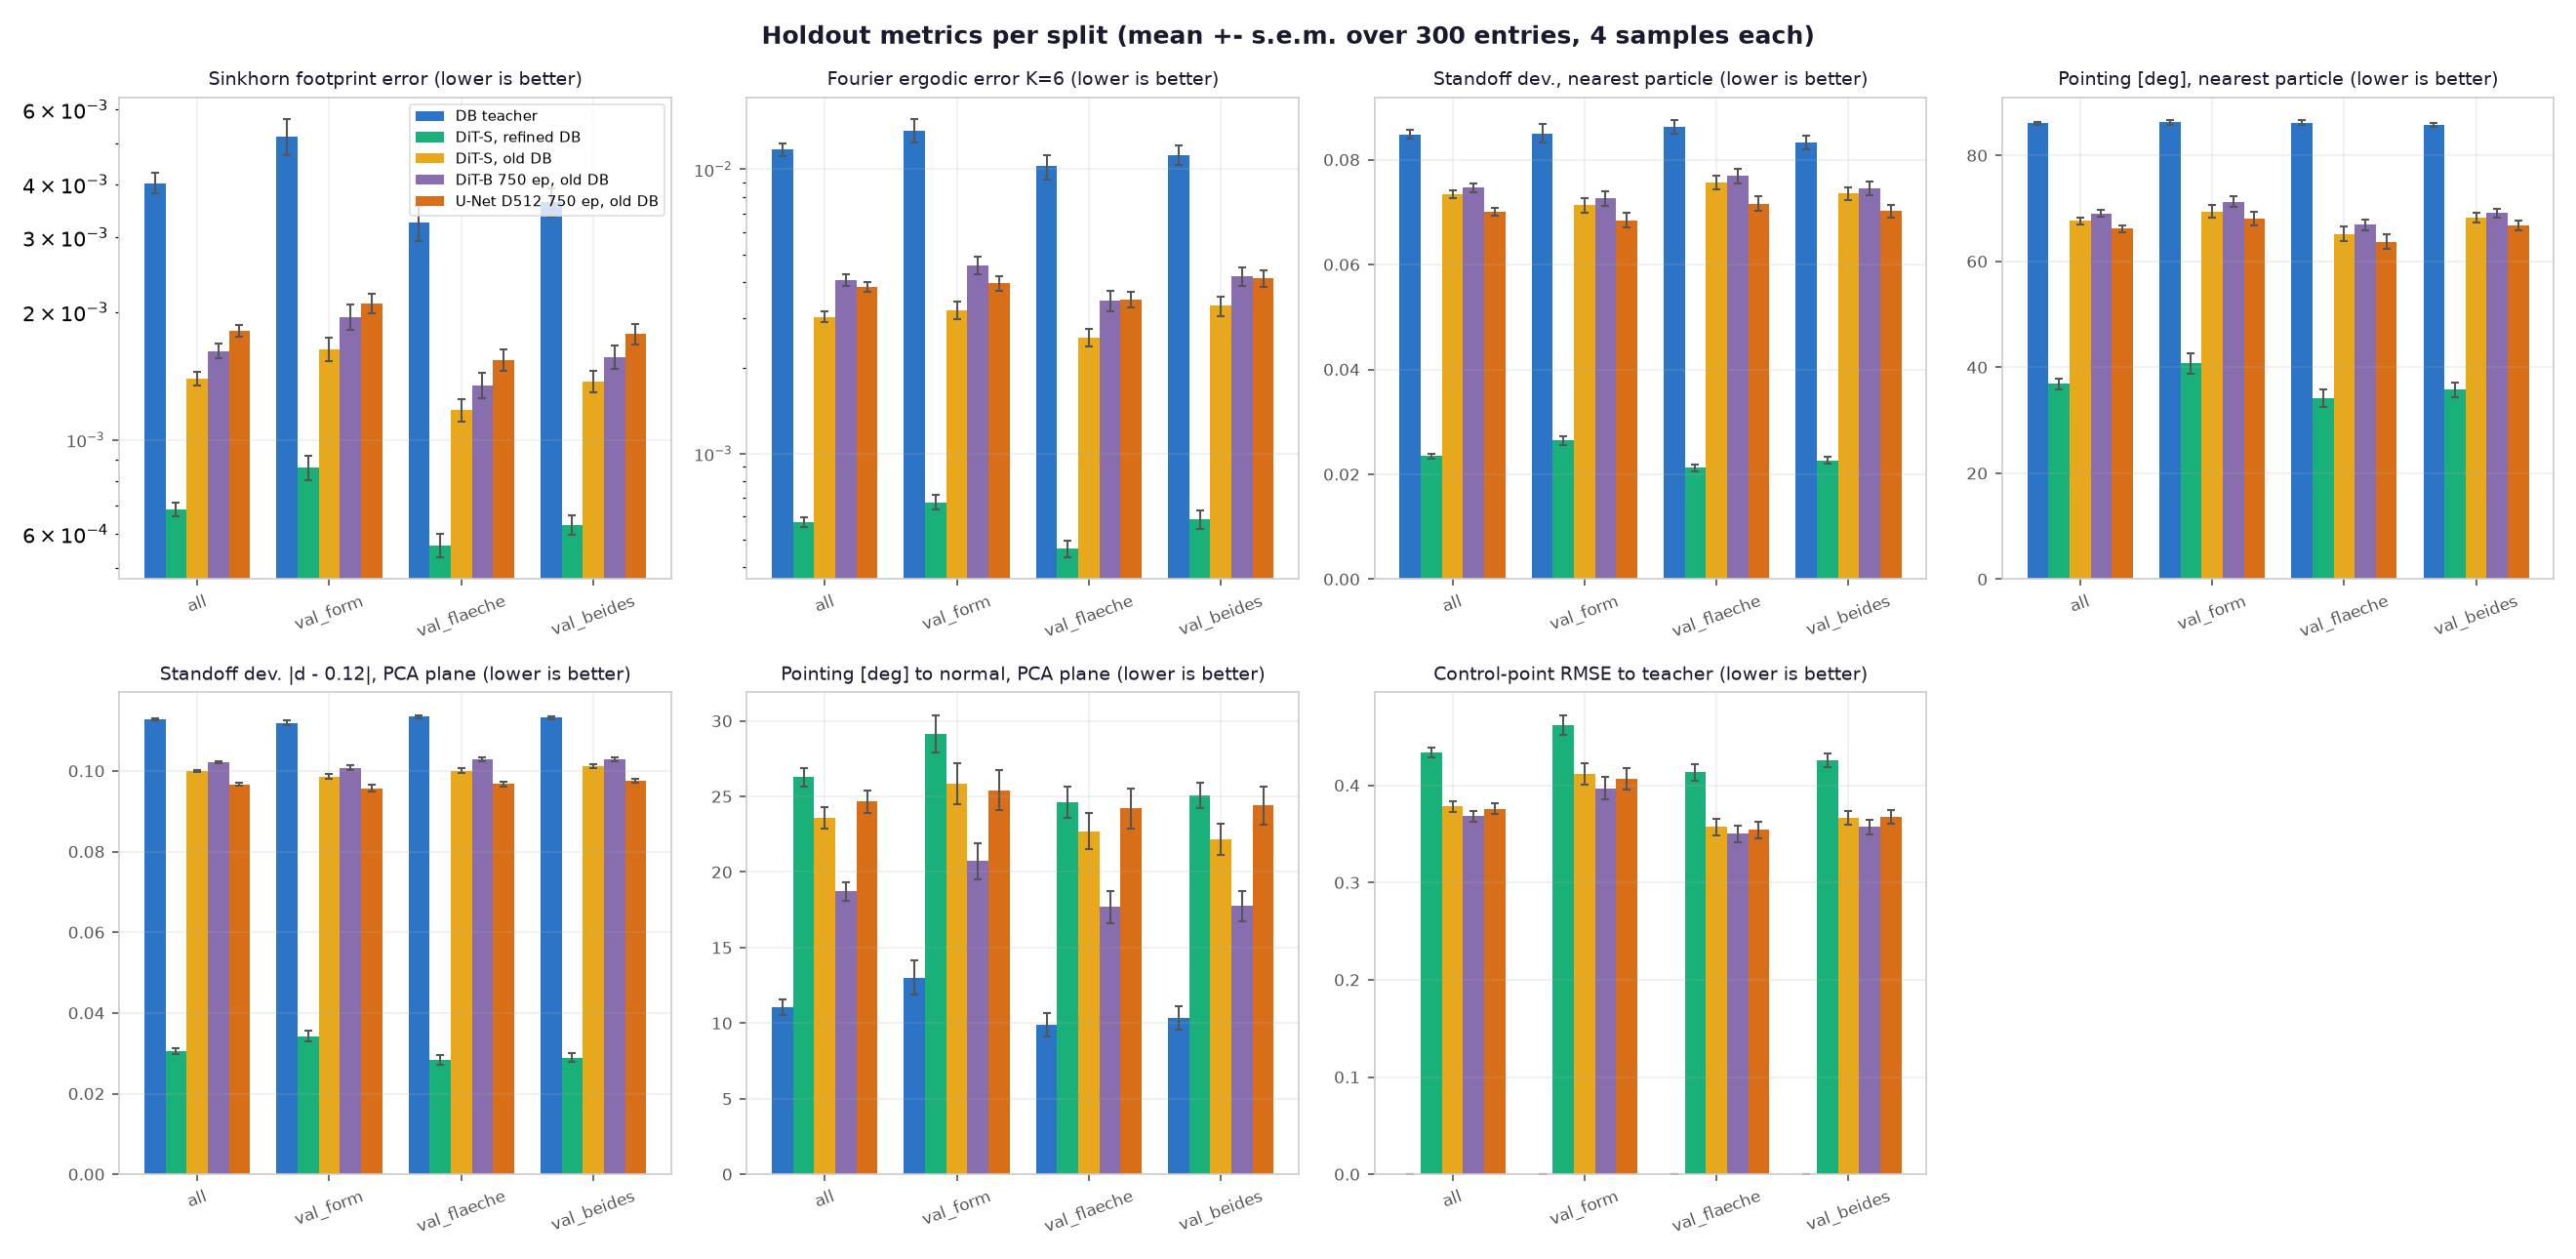 Holdout metrics per split (mean +- s.e.m. over 300 entries, 4 samples each)
Sinkhorn footprint error (lower is better)
6 × 10⁻³
4 × 10⁻³
3 × 10⁻³
2 × 10⁻³
10⁻³
6 × 10⁻⁴
DB teacher
DiT-S, refined DB
DiT-S, old DB
DiT-B 750 ep, old DB
U-Net D512 750 ep, old DB
all
val_form
val_flaeche
val_beides
Fourier ergodic error K=6 (lower is better)
10⁻²
10⁻³
all
val_form
val_flaeche
val_beides
Standoff dev., nearest particle (lower is better)
0.08
0.06
0.04
0.02
0.00
all
val_form
val_flaeche
val_beides
Pointing [deg], nearest particle (lower is better)
80
60
40
20
0
all
val_form
val_flaeche
val_beides
Standoff dev. |d - 0.12|, PCA plane (lower is better)
0.10
0.08
0.06
0.04
0.02
0.00
all
val_form
val_flaeche
val_beides
Pointing [deg] to normal, PCA plane (lower is better)
30
25
20
15
10
5
0
all
val_form
val_flaeche
val_beides
Control-point RMSE to teacher (lower is better)
0.4
0.3
0.2
0.1
0.0
all
val_form
val_flaeche
val_beides